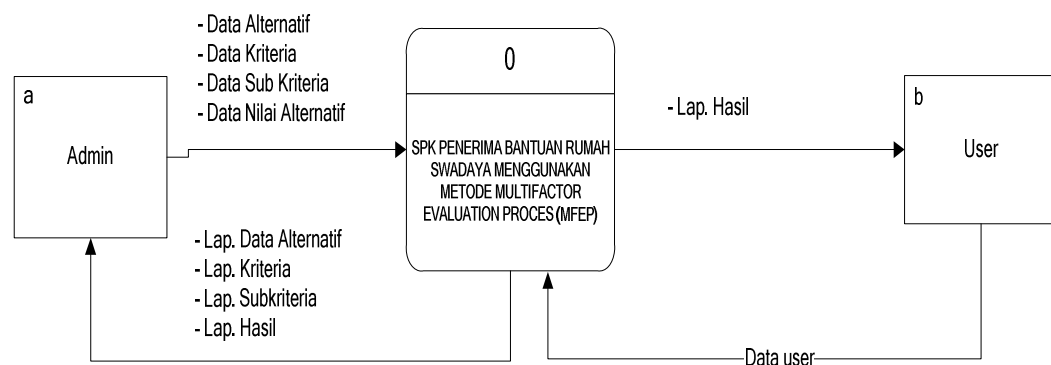 a
Admin
- Data Alternatif
- Data Kriteria
- Data Sub Kriteria
- Data Nilai Alternatif
0
SPK PENERIMA BANTUAN RUMAH
SWADAYA MENGGUNAKAN
METODE MULTIFACTOR
EVALUATION PROCES (MFEP)
- Lap. Hasil
b
User
- Lap. Data Alternatif
- Lap. Kriteria
- Lap. Subkriteria
- Lap. Hasil
Data user